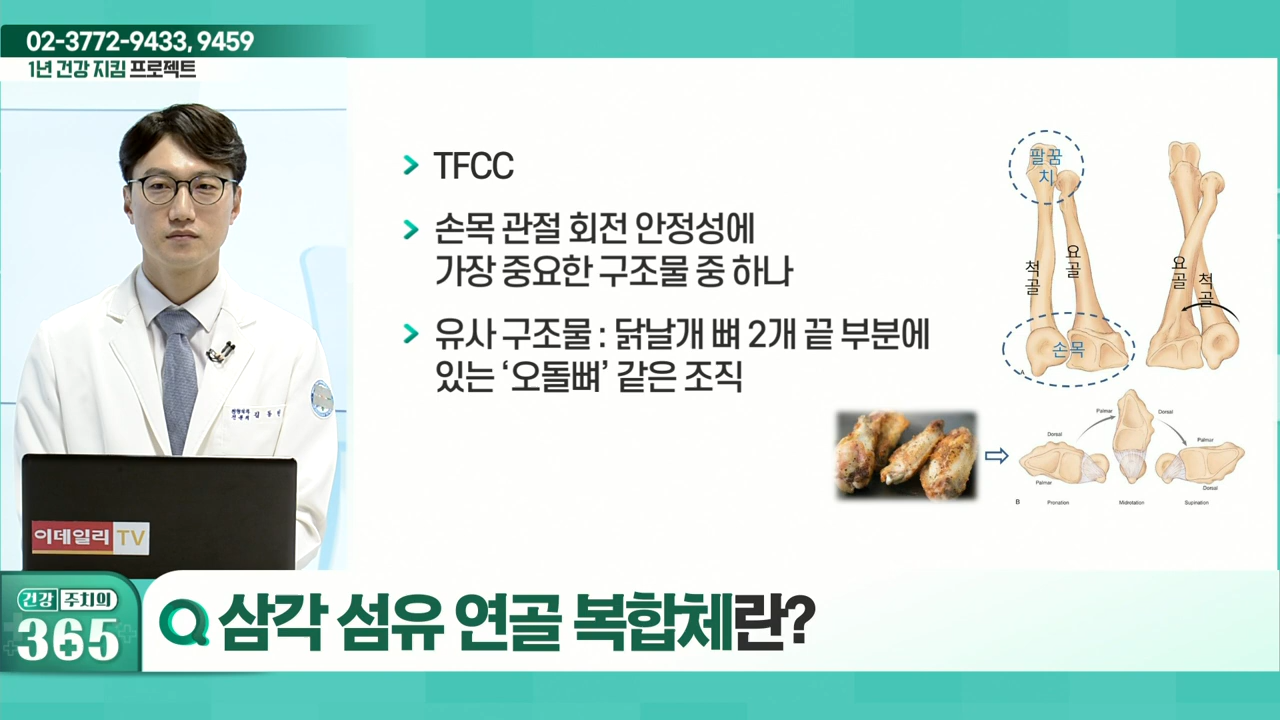 02-3772-9433, 9459
1년 건강 지킴 프로젝트
TFCC
손목 관절 회전 안정성에
가장 중요한 구조물 중 하나
유사 구조물 : 닭날개 뼈 2개 끝 부분에
있는 ‘오돌뼈’ 같은 조직
팔꿈
치
척골
요골
손목
요골
척골
Palmar
Dorsal
Dorsal
Palmar
Palmar
Dorsal
B
Pronation
Midrotation
Supination
이데일리 TV
건강 주치의
365
Q 삼각 섬유 연골 복합체란?